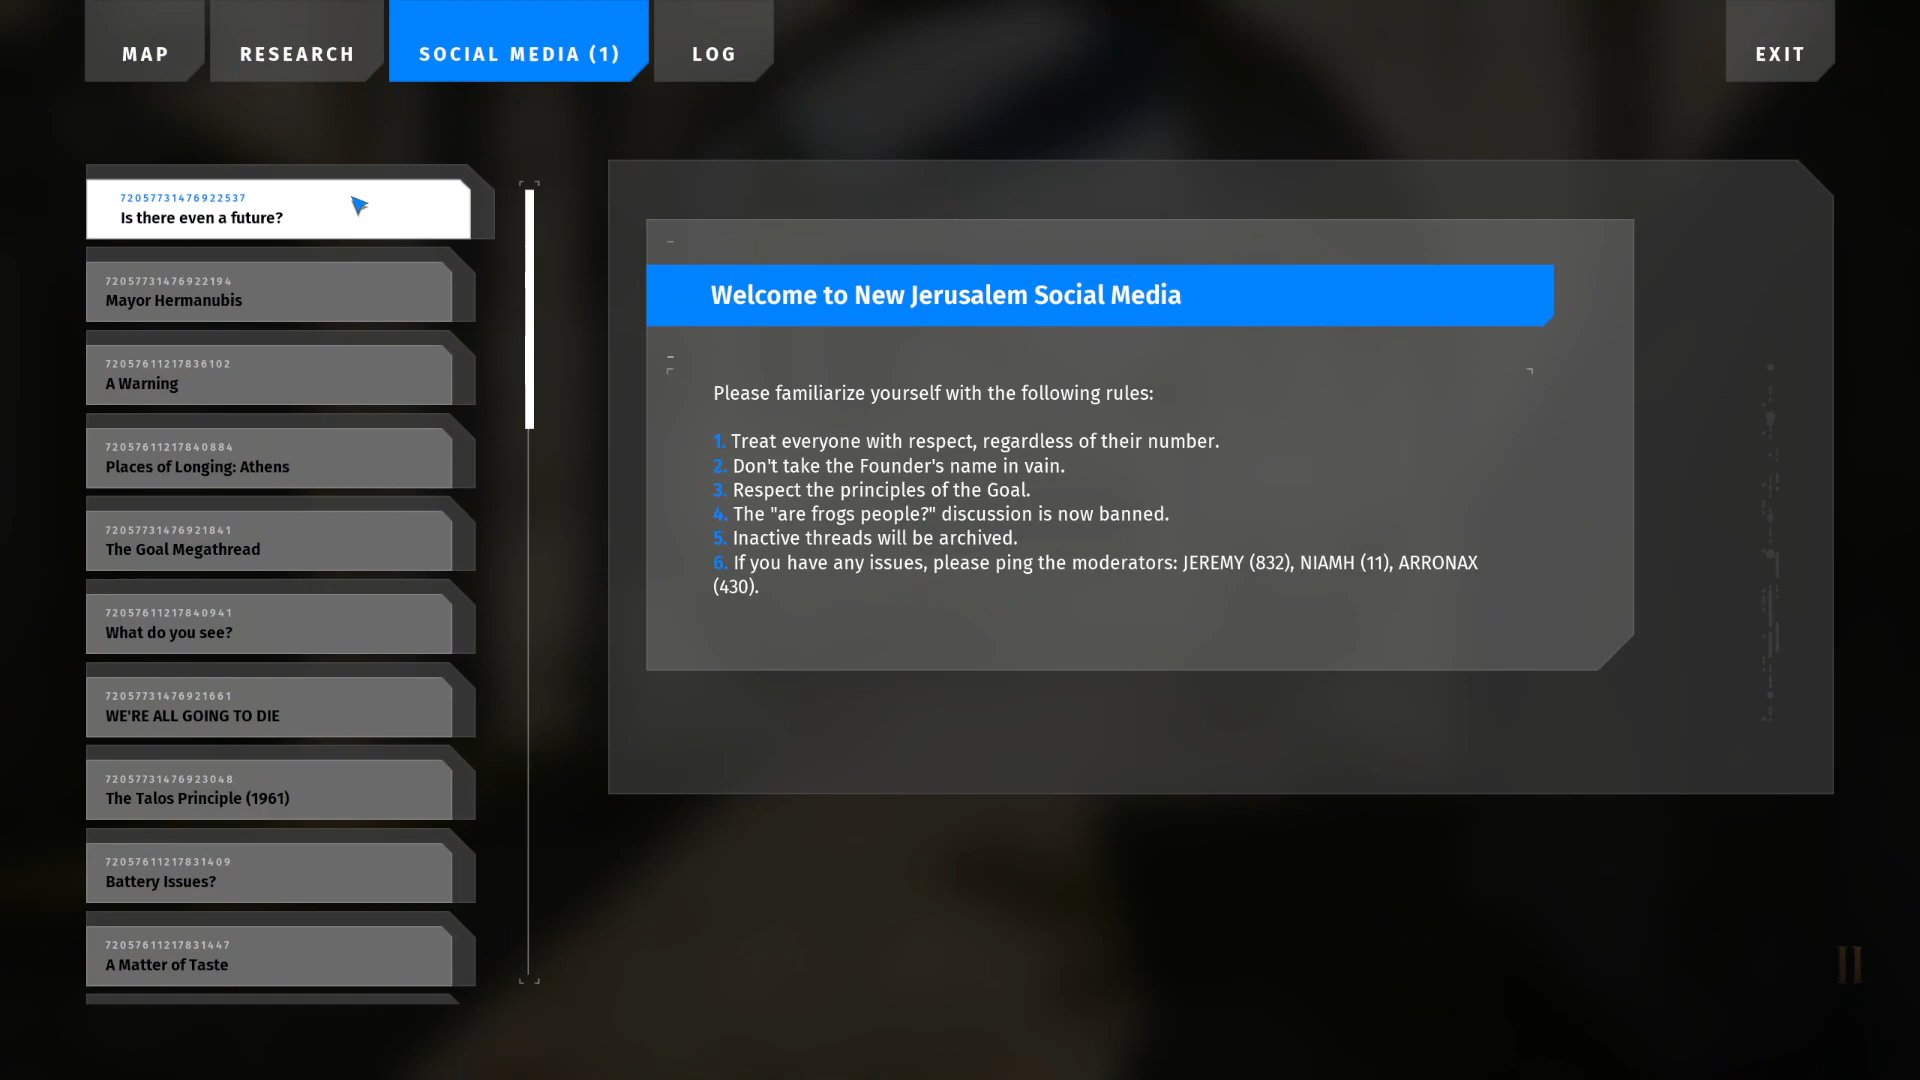 MAP
RESEARCH
SOCIAL MEDIA (1)
LOG
EXIT
72057731476922537
Is there even a future?
72057731476922194
Mayor Hermanubis
72057611217836102
A Warning
72057611217840884
Places of Longing: Athens
72057731476921841
The Goal Megathread
72057611217840941
What do you see?
72057731476921661
WE'RE ALL GOING TO DIE
72057731476923048
The Talos Principle (1961)
72057611217831409
Battery Issues?
72057611217831447
A Matter of Taste
Welcome to New Jerusalem Social Media
Please familiarize yourself with the following rules:
1. Treat everyone with respect, regardless of their number.
2. Don't take the Founder's name in vain.
3. Respect the principles of the Goal.
4. The "are frogs people?" discussion is now banned.
5. Inactive threads will be archived.
6. If you have any issues, please ping the moderators: JEREMY (832), NIAMH (11), ARRONAX
(430).
II